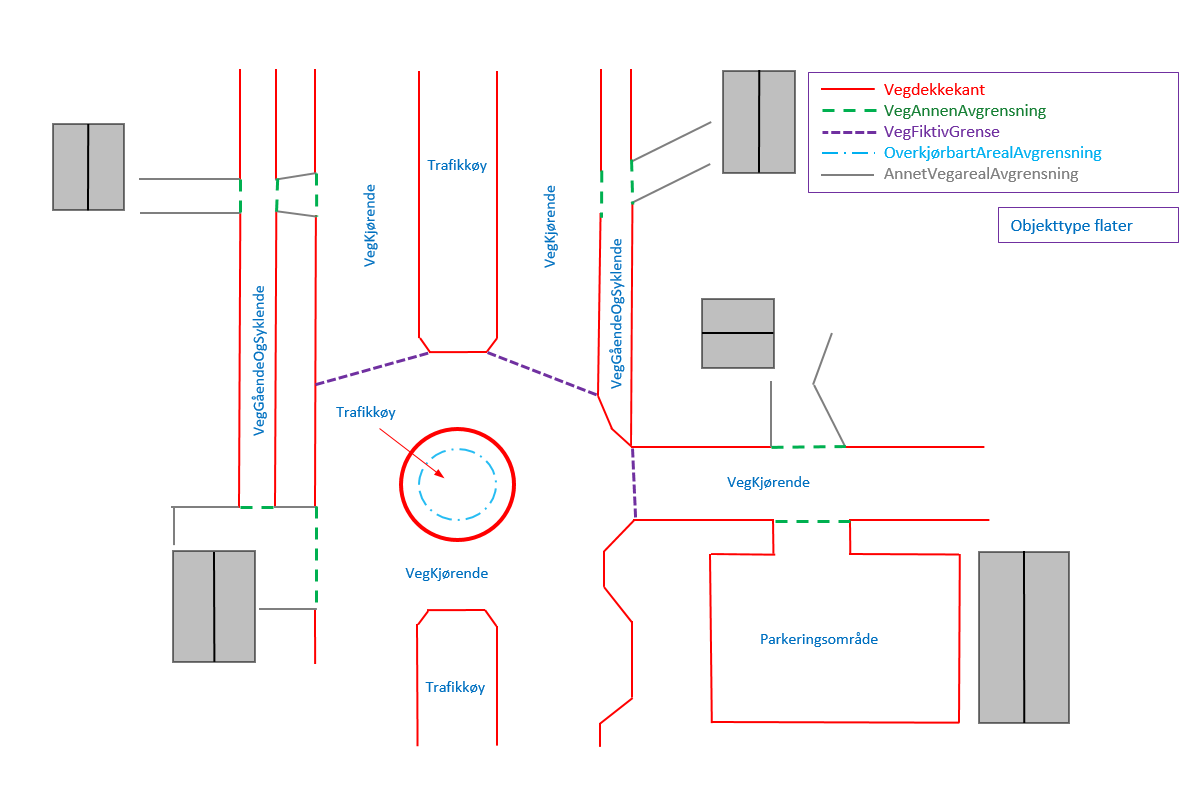 Vegdekkekant
VegAnnenAvgrensning
VegFiktivGrense
OverkjørbartArealAvgrensning
AnnetVegarealAvgrensning
Objekttype flater
Trafikkøy
VegKjørende
VegKjørende
VegGåendeOgSyklende
VegGåendeOgSyklende
Trafikkøy
VegKjørende
VegKjørende
Parkeringsområde
Trafikkøy